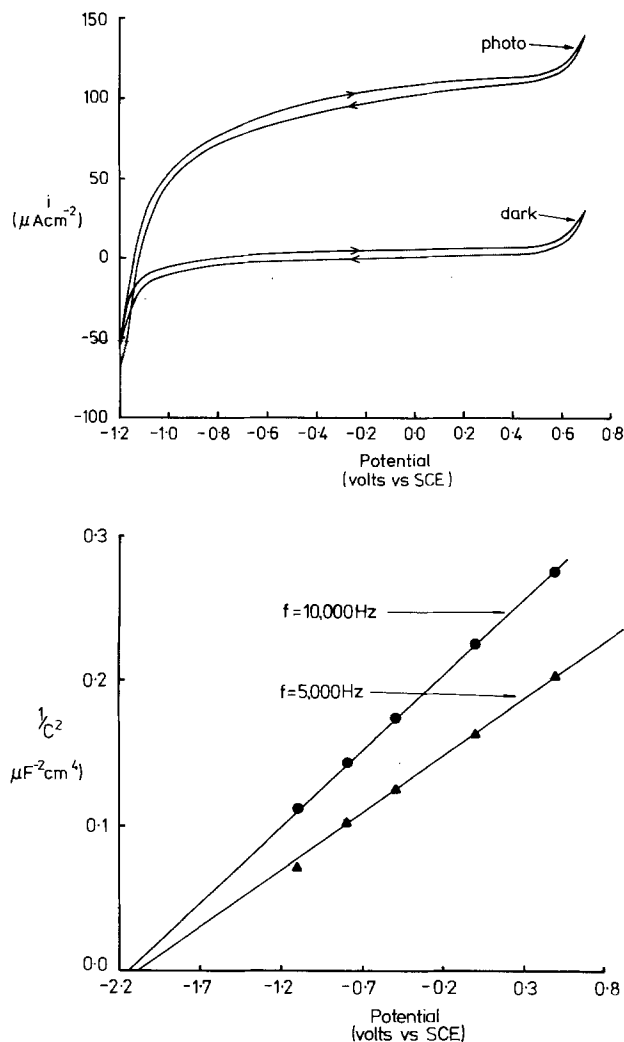 150
100
50
0
-50
-100
i
(μAcm⁻²)
photo
dark
-1·2 -1·0 -0·8 -0·6 -0·4 -0·2 0·0 0·2 0·4 0·6 0·8
Potential
(volts vs SCE)
0·3
0·2
0·1
0·0
1/C²
μF⁻²cm⁴)
f=10,000Hz
f=5,000Hz
-2·2 -1·7 -1·2 -0·7 -0·2 0·3 0·8
Potential
(volts vs SCE)